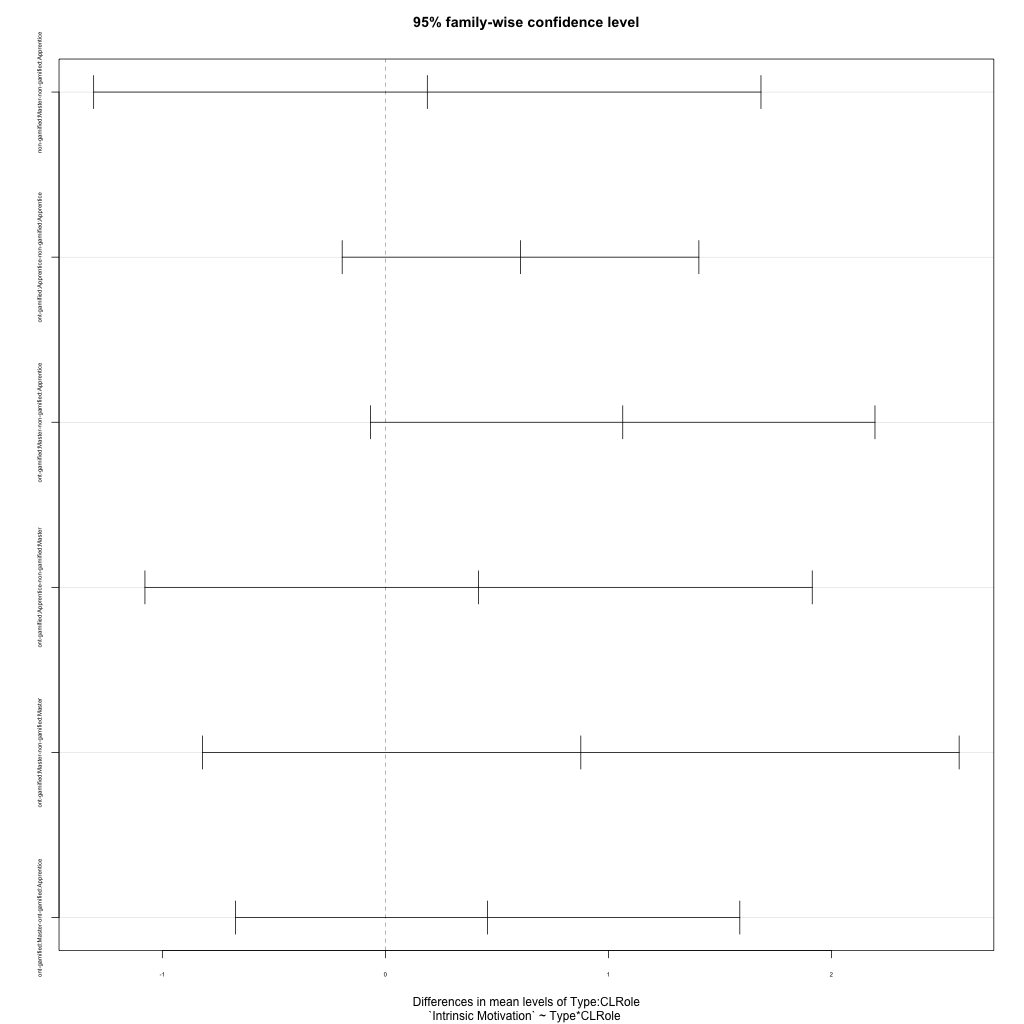 95% family-wise confidence level
non-gamified:Master-non-gamified:Apprentice
ont-gamified:Apprentice-non-gamified:Apprentice
ont-gamified:Master-non-gamified:Apprentice
ont-gamified:Apprentice-non-gamified:Master
ont-gamified:Master-non-gamified:Master
ont-gamified:Master-ont-gamified:Apprentice
-1 0 1 2
Differences in mean levels of Type:CLRole
`Intrinsic Motivation` ~ Type*CLRole